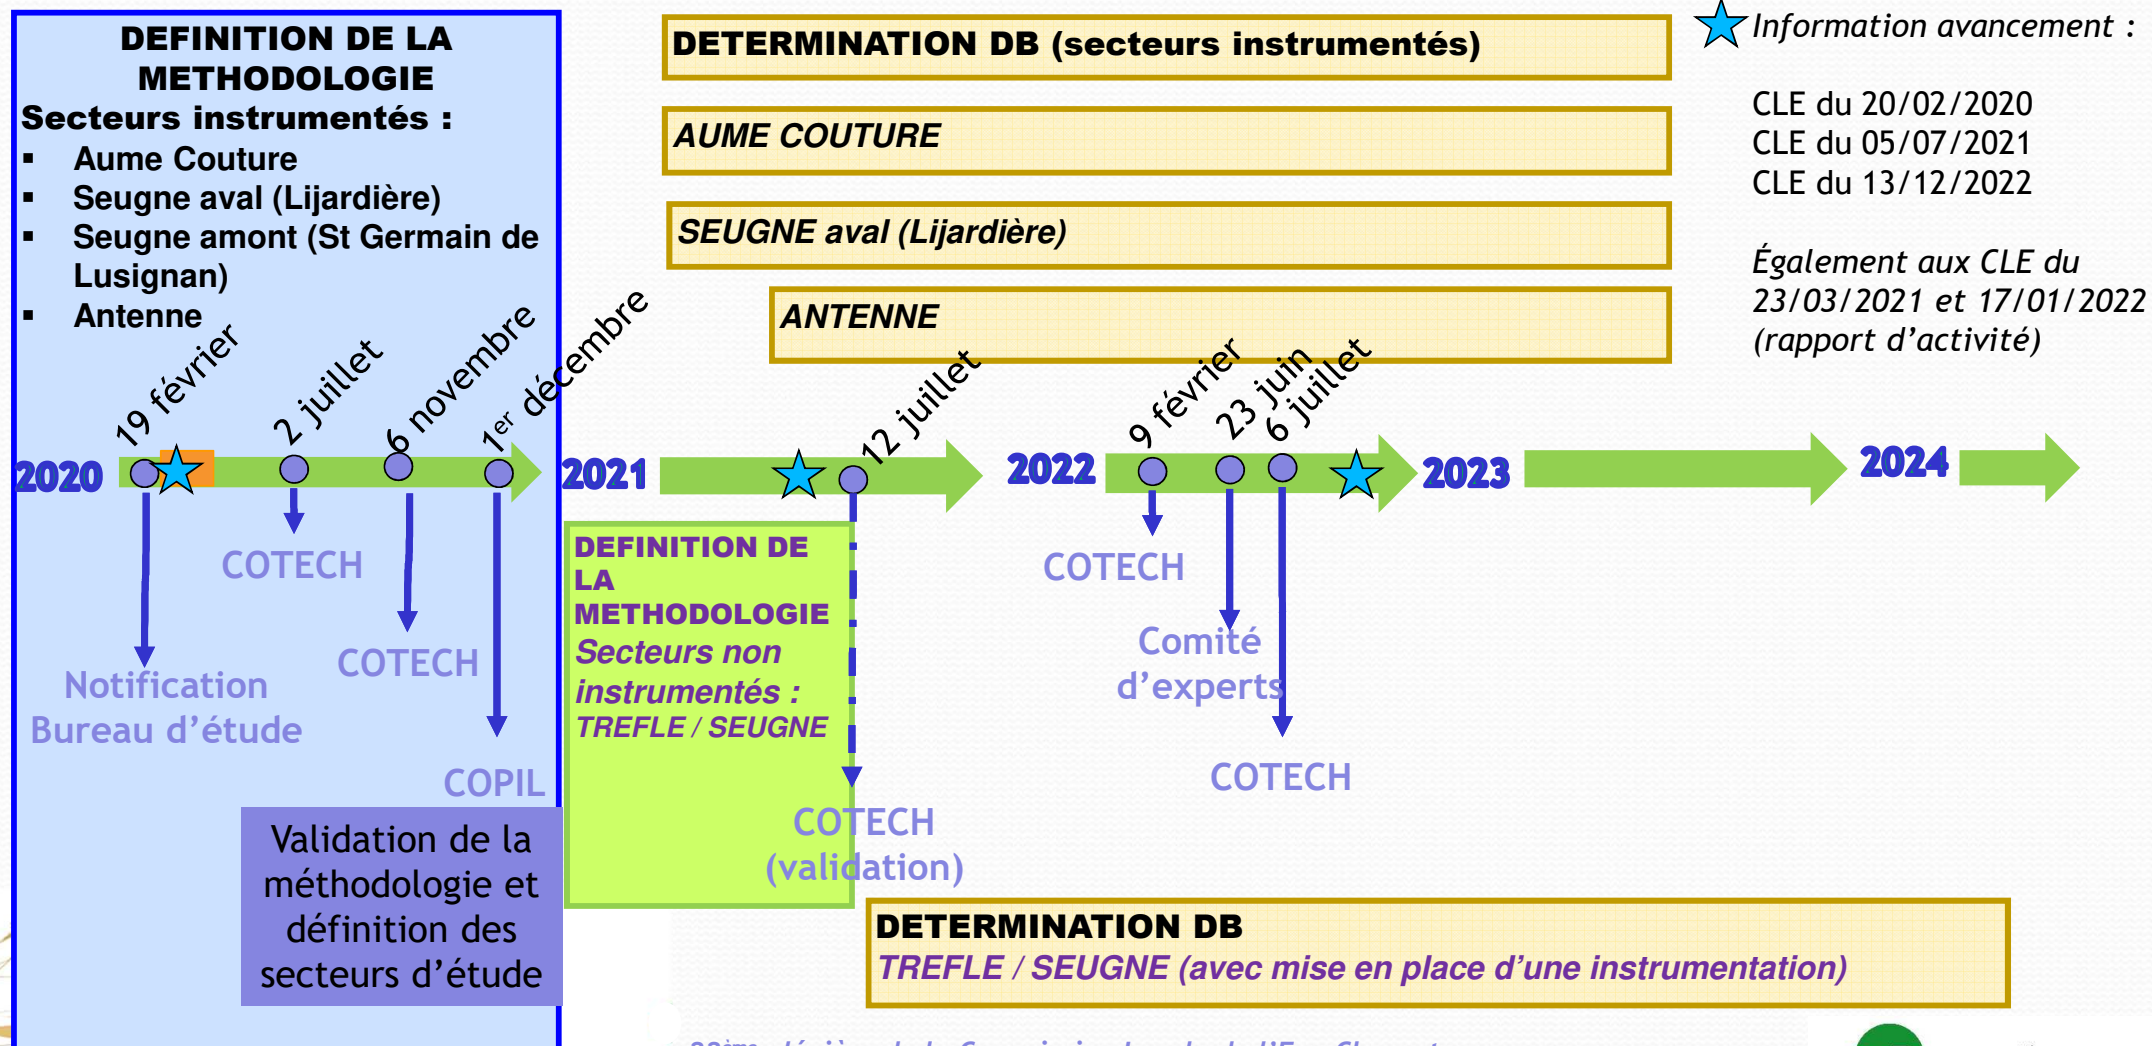 DEFINITION DE LA
METHODOLOGIE
Secteurs instrumentés :
▪ Aume Couture
▪ Seugne aval (Lijardière)
▪ Seugne amont (St Germain de
Lusignan)
▪ Antenne
DETERMINATION DB (secteurs instrumentés)
AUME COUTURE
SEUGNE aval (Lijardière)
ANTENNE
Information avancement :
CLE du 20/02/2020
CLE du 05/07/2021
CLE du 13/12/2022
Également aux CLE du
23/03/2021 et 17/01/2022
(rapport d'activité)
19 février
2 juillet
6 novembre
1er décembre
12 juillet
9 février
23 juin
6 juillet
2020
2021
2022
2023
2024
Notification
Bureau d'étude
COTECH
COTECH
COPIL
Validation de la
méthodologie et
définition des
secteurs d'étude
DEFINITION DE
LA
METHODOLOGIE
Secteurs non
instrumentés :
TREFLE / SEUGNE
COTECH
(validation)
COTECH
Comité
d'experts
COTECH
DETERMINATION DB
TREFLE / SEUGNE (avec mise en place d'une instrumentation)